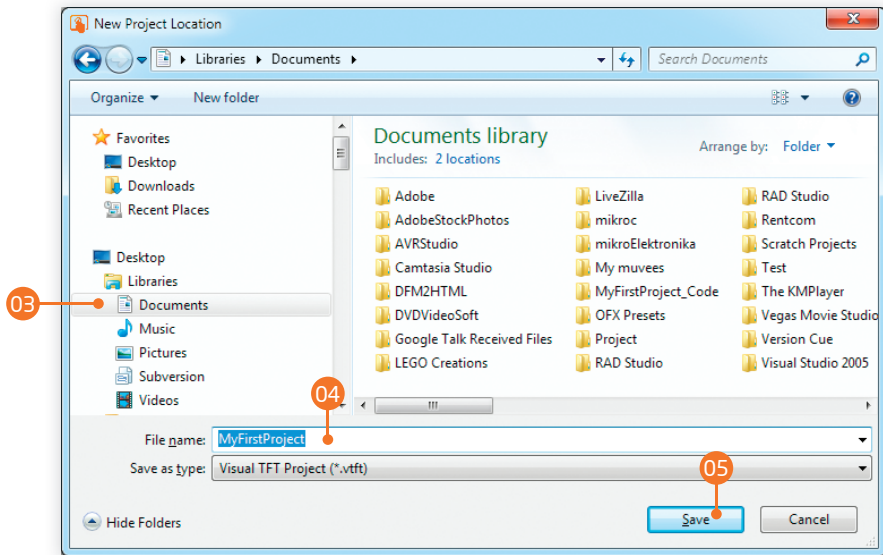 New Project Location
Libraries Documents
Search Documents
Organize New folder
Favorites
Desktop
Downloads
Recent Places
Desktop
Libraries
Documents
Music
Pictures
Subversion
Videos
Documents library
Includes: 2 locations
Arrange by: Folder
Adobe LiveZilla RAD Studio
AdobeStockPhotos mikroc Rentcom
AVRStudio mikroElektronika Scratch Projects
Camtasia Studio My muvees Test
DFM2HTML MyFirstProject_Code The KMPlayer
DVDVideoSoft OFX Presets Vegas Movie Studio
Google Talk Received Files Project Version Cue
LEGO Creations RAD Studio Visual Studio 2005
03
04
File name: MyFirstProject
Save as type: Visual TFT Project (*.vtft)
05
Hide Folders
Save Cancel